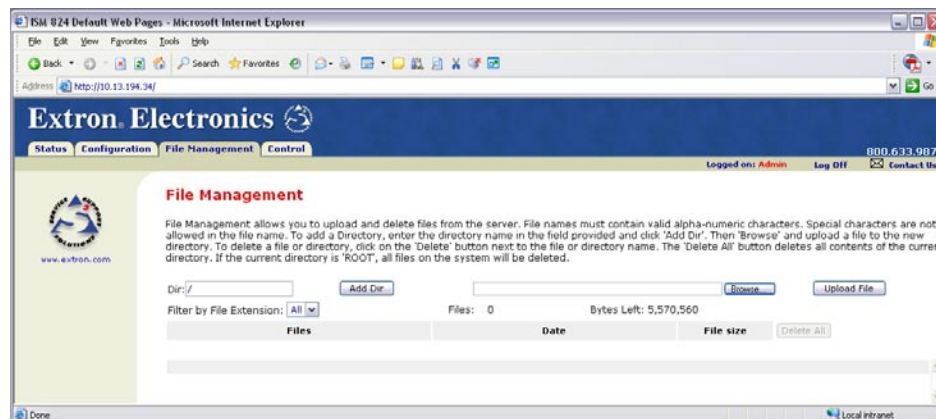 ISM 824 Default Web Pages - Microsoft Internet Explorer
File Edit View Favorites Tools Help
Back Search Favorites
Address http://10.13.194.34/ Go
Extron Electronics
Status Configuration File Management Control
800.633.987
Logged on: Admin Log Off Contact Us
File Management
File Management allows you to upload and delete files from the server. File names must contain valid alpha-numeric characters. Special characters are not
allowed in the file name. To add a Directory, enter the directory name in the field provided and click 'Add Dir'. Then 'Browse' and upload a file to the new
directory. To delete a file or directory, click on the 'Delete' button next to the file or directory name. The 'Delete All' button deletes all contents of the curren
directory. If the current directory is 'ROOT', all files on the system will be deleted.
www.extron.com
Dir: / Add Dir Browse... Upload File
Filter by File Extension: All Files: 0 Bytes Left: 5,570,560
Files Date File size Delete All
Done Local intranet